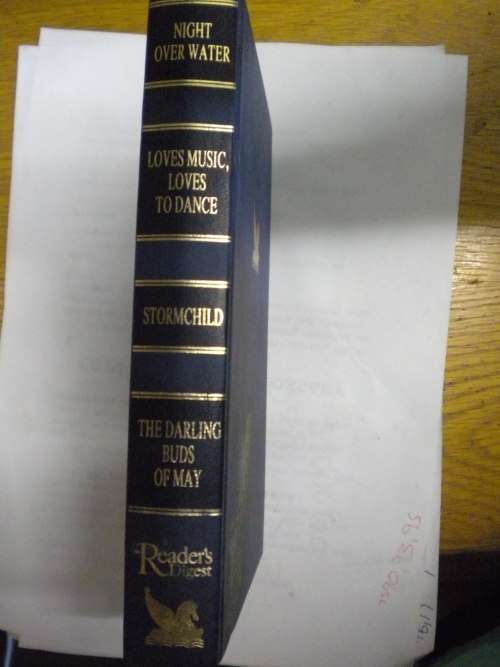 NIGHT
OVER WATER
LOVES MUSIC,
LOVES
TO DANCE
STORMCHILD
THE DARLING
BUDS
OF MAY
Reader's
Digest